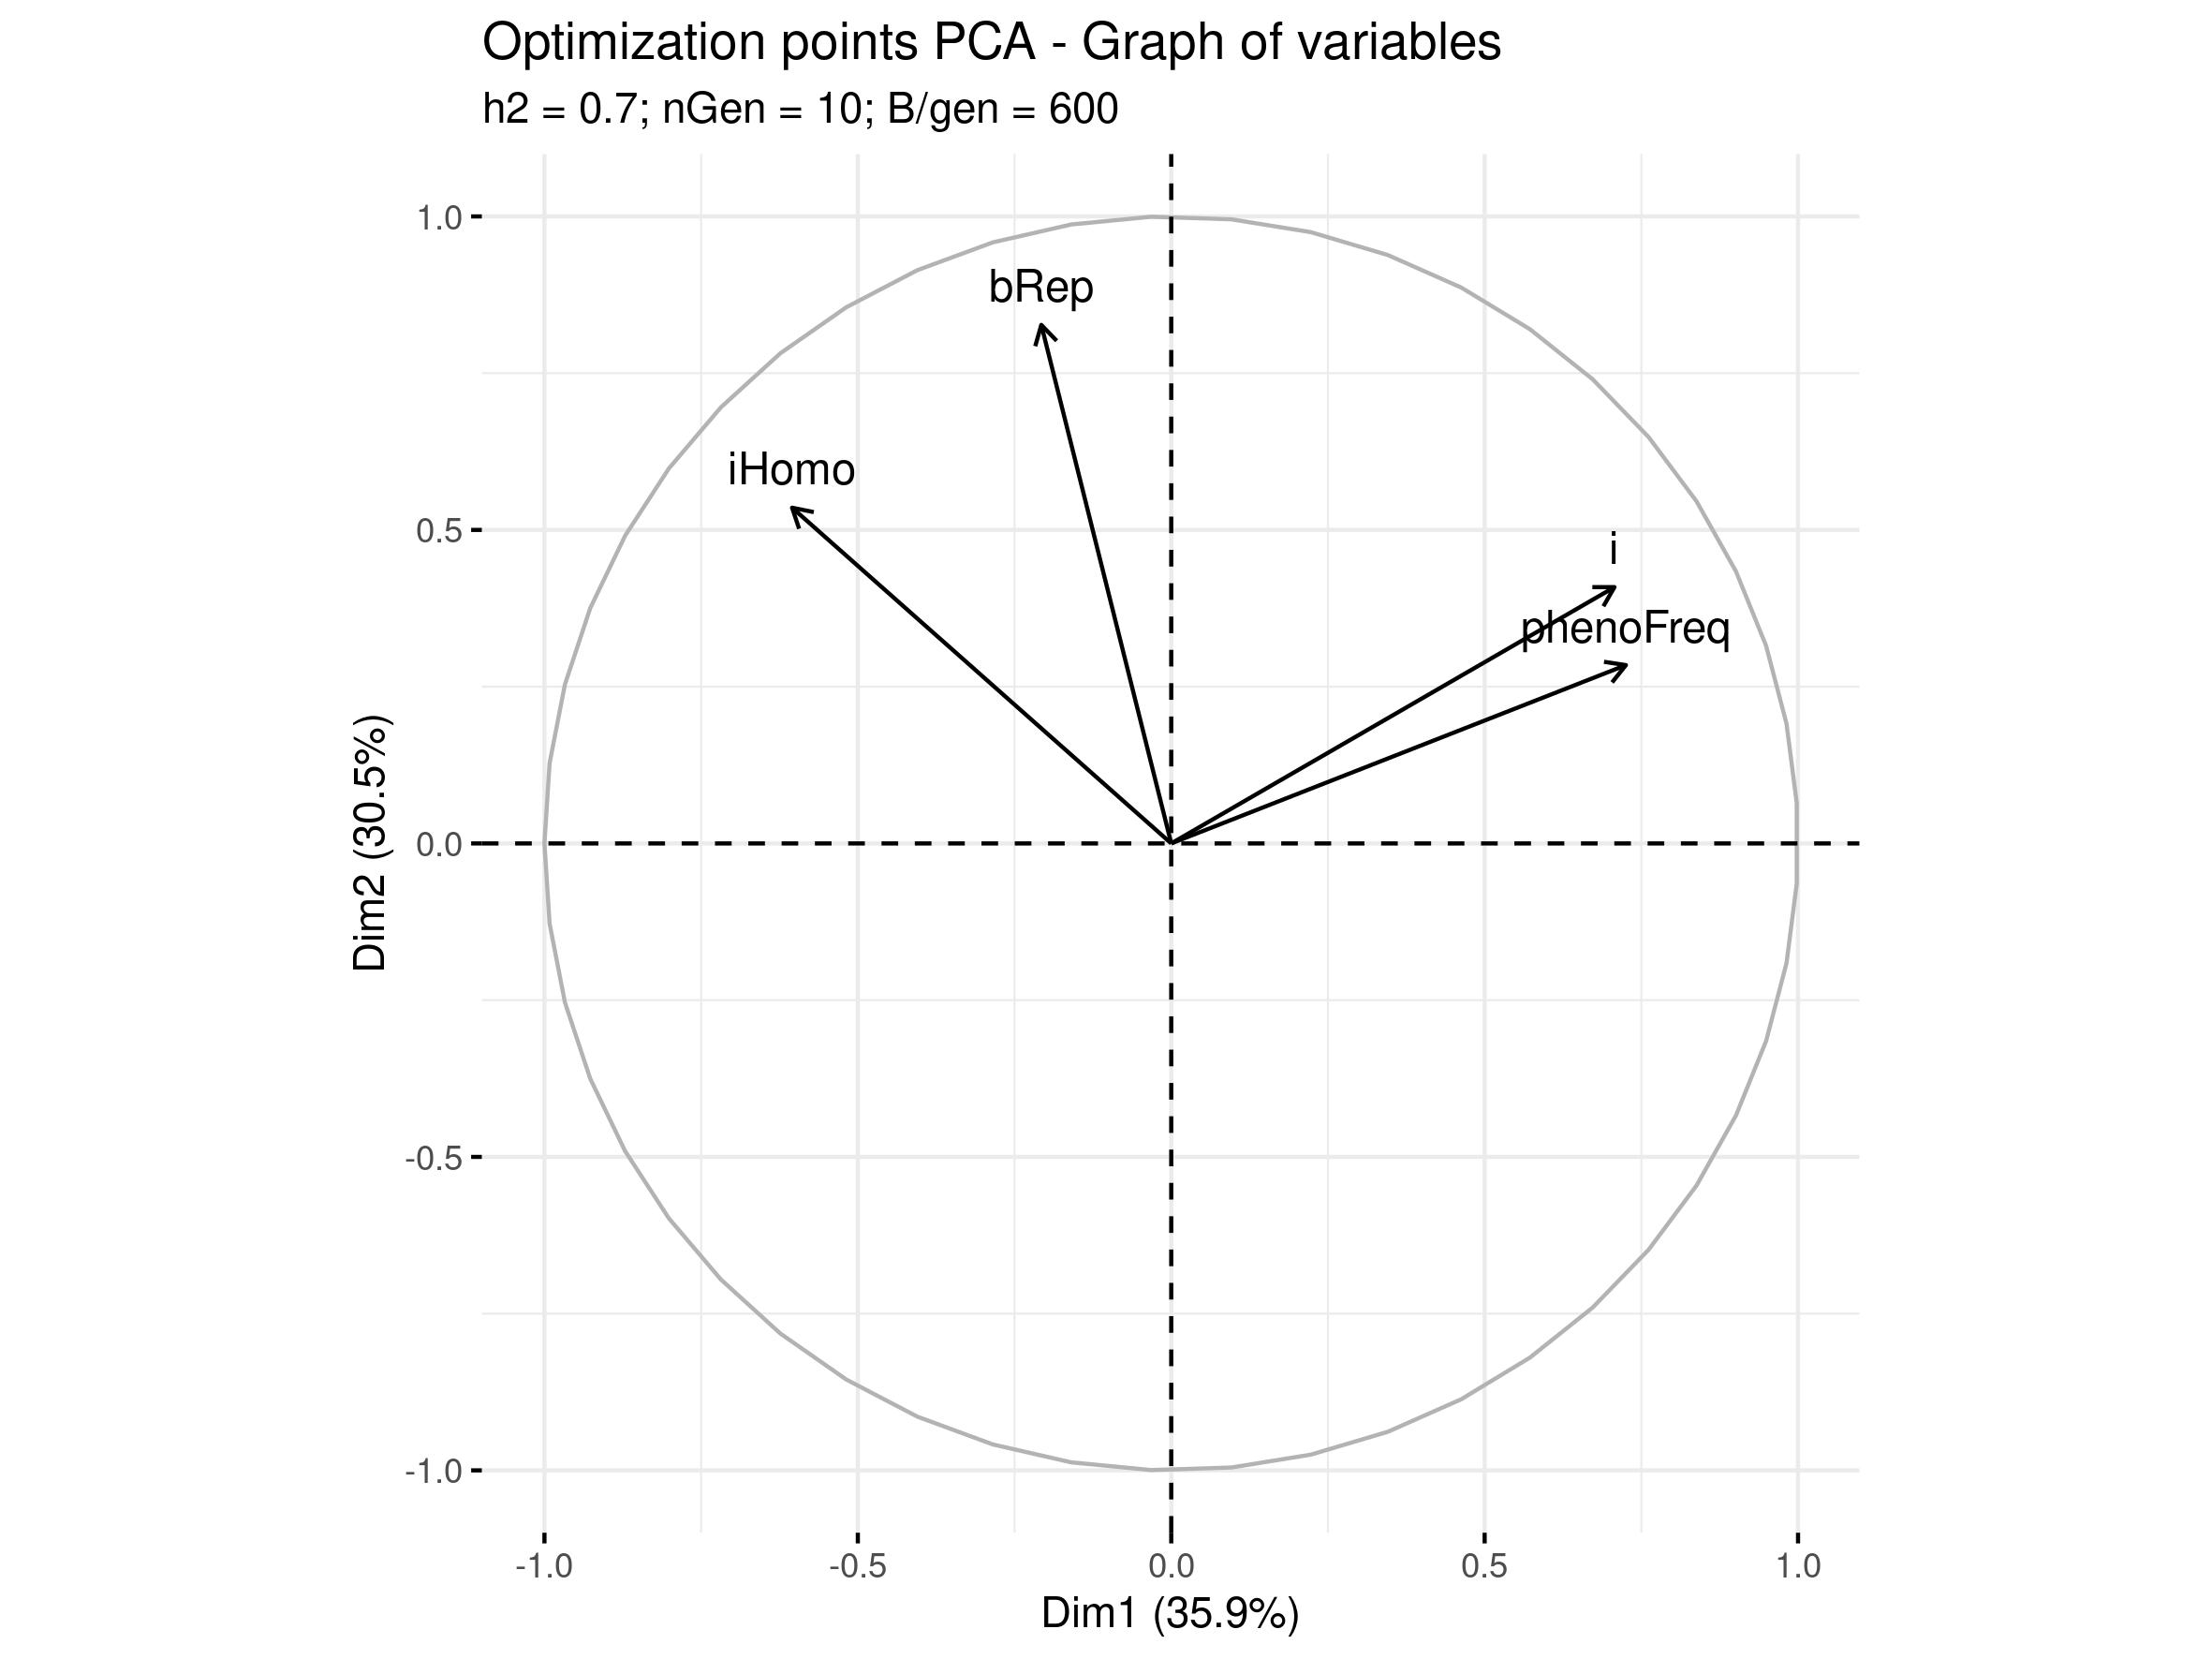 Optimization points PCA - Graph of variables
h2 = 0.7; nGen = 10; B/gen = 600
1.0
0.5
0.0
-0.5
-1.0
Dim2 (30.5%)
bRep
iHomo
i
phenoFreq
-1.0
-0.5
0.0
0.5
1.0
Dim1 (35.9%)